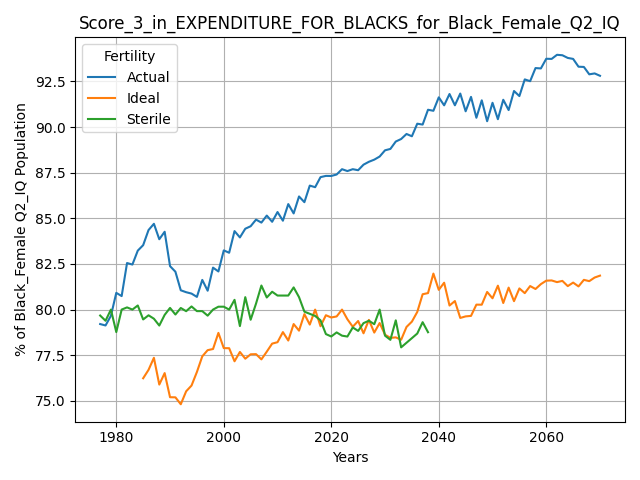 Score_3_in_EXPENDITURE_FOR_BLACKS_for_Black_Female_Q2_IQ
Fertility
Actual
Ideal
Sterile
% of Black_Female Q2_IQ Population
92.5
90.0
87.5
85.0
82.5
80.0
77.5
75.0
1980
2000
2020
2040
2060
Years